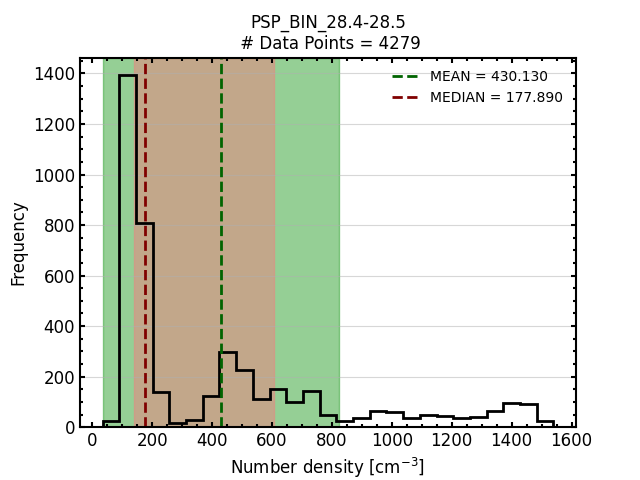 PSP_BIN_28.4-28.5
# Data Points = 4279
MEAN = 430.130
MEDIAN = 177.890
Frequency
1400
1200
1000
800
600
400
200
0
0 200 400 600 800 1000 1200 1400 1600
Number density [cm⁻³]